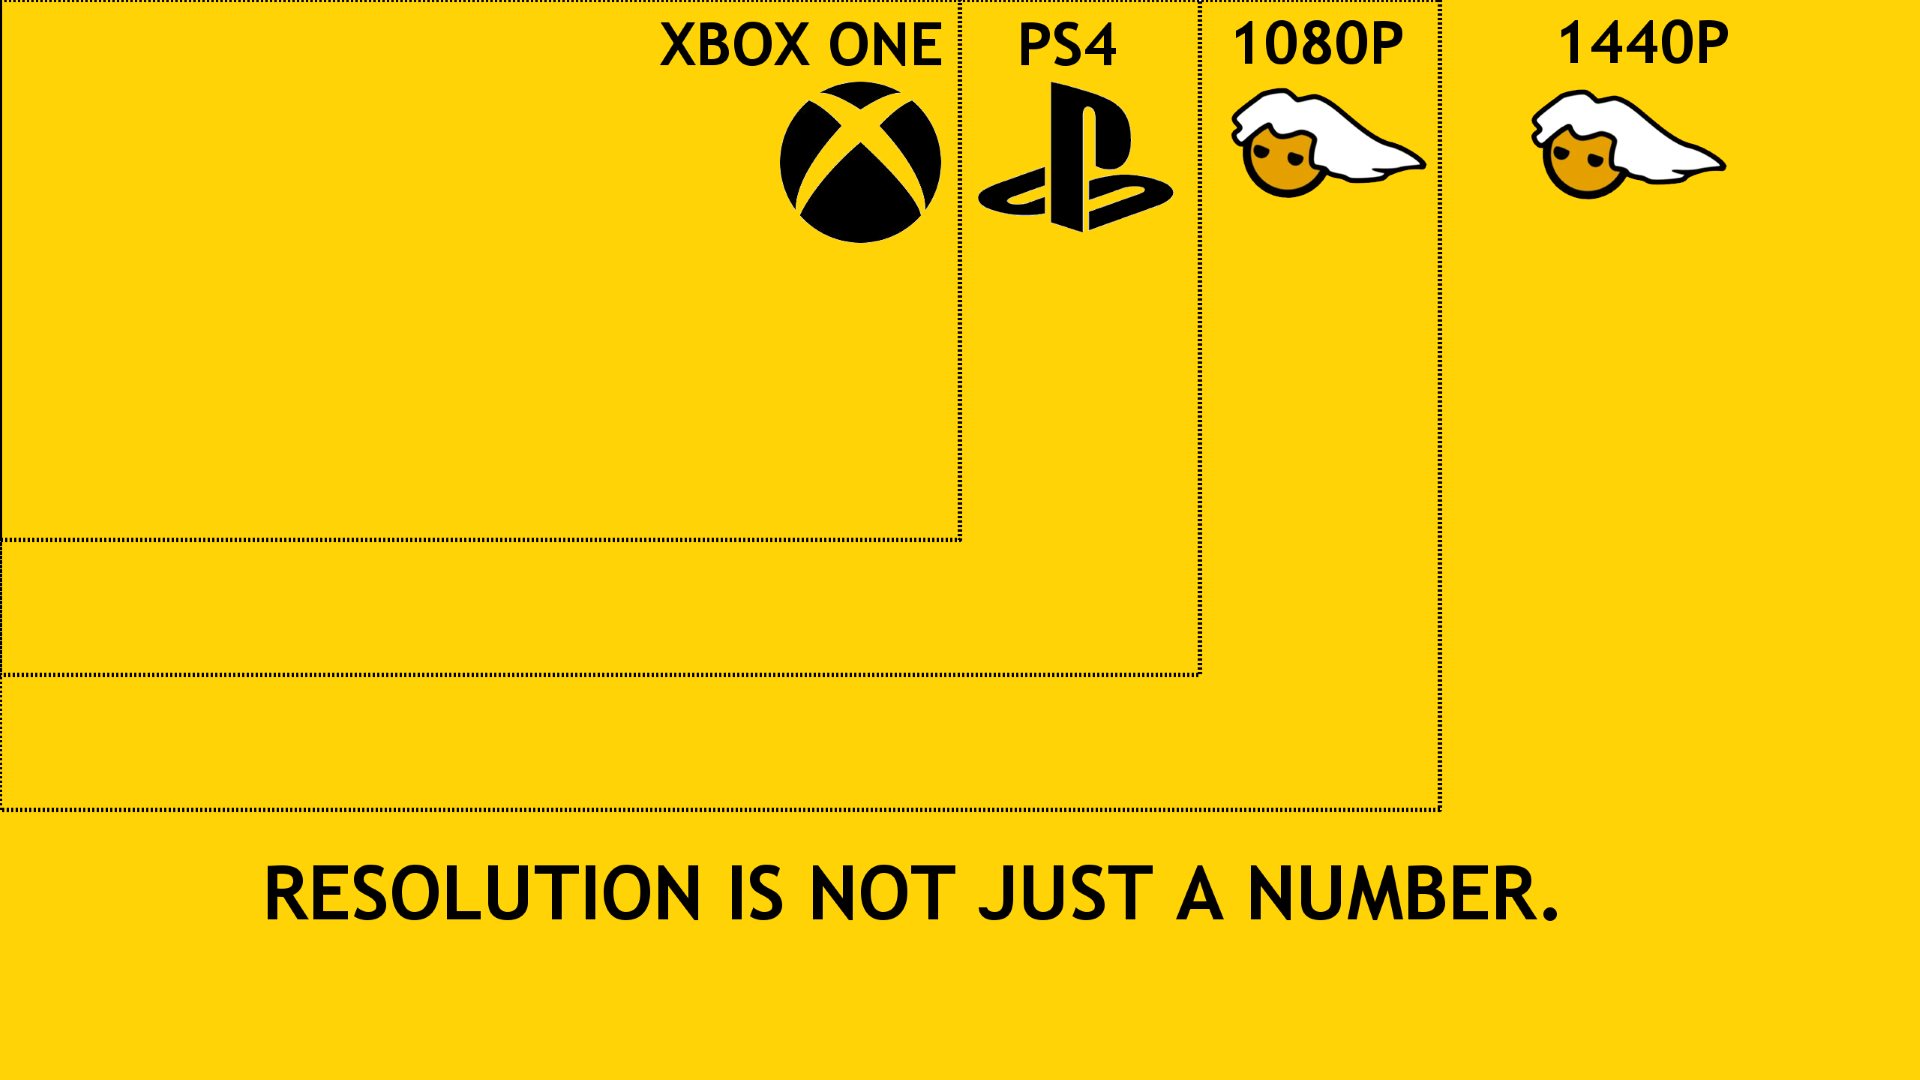 XBOX ONE
PS4
1080P
1440P
RESOLUTION IS NOT JUST A NUMBER.